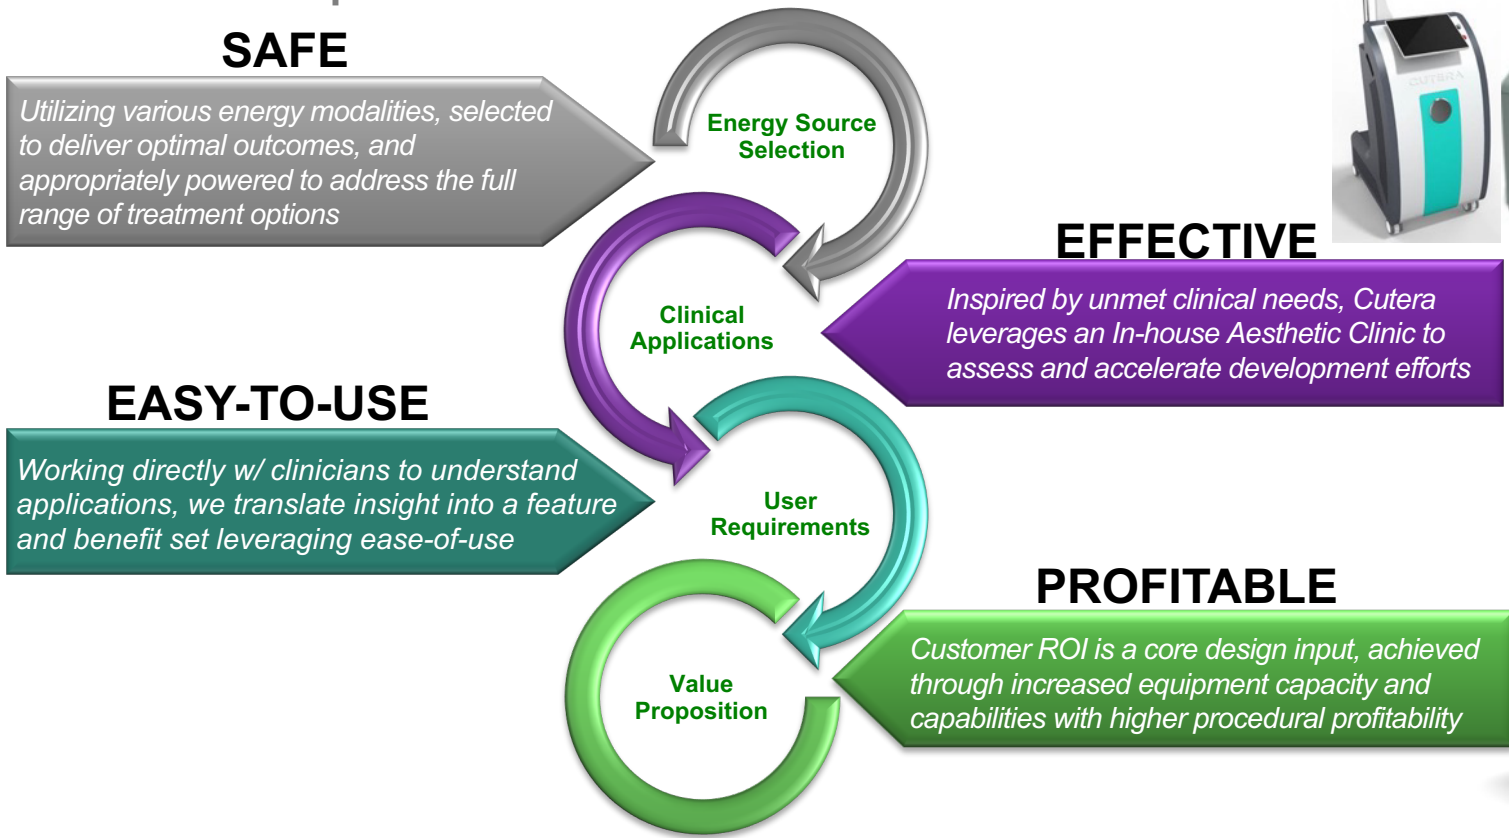 SAFE
Utilizing various energy modalities, selected
to deliver optimal outcomes, and
appropriately powered to address the full
range of treatment options
Energy Source
Selection
CUTERA
EFFECTIVE
Inspired by unmet clinical needs, Cutera
leverages an In-house Aesthetic Clinic to
assess and accelerate development efforts
Clinical
Applications
EASY-TO-USE
Working directly w/ clinicians to understand
applications, we translate insight into a feature
and benefit set leveraging ease-of-use
User
Requirements
PROFITABLE
Customer ROI is a core design input, achieved
through increased equipment capacity and
capabilities with higher procedural profitability
Value
Proposition